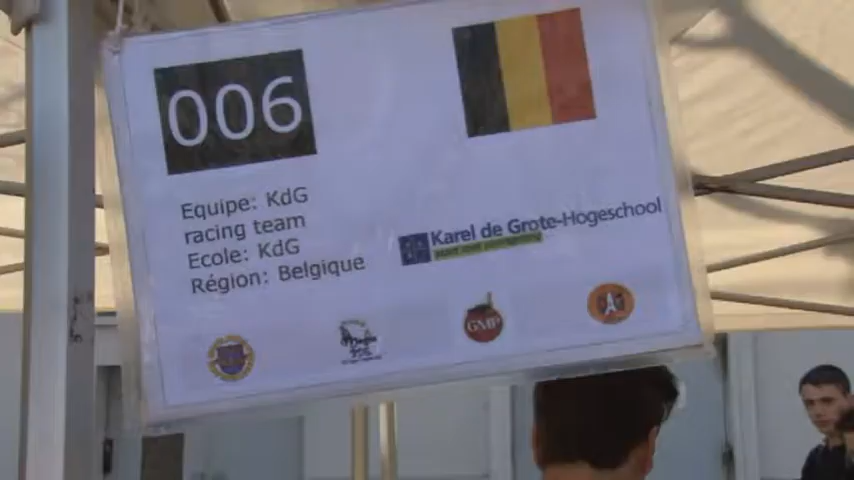 006
Equipe: KdG
racing team
Ecole: KdG
Région: Belgique
Karel de Grote-Hogeschool
GMP